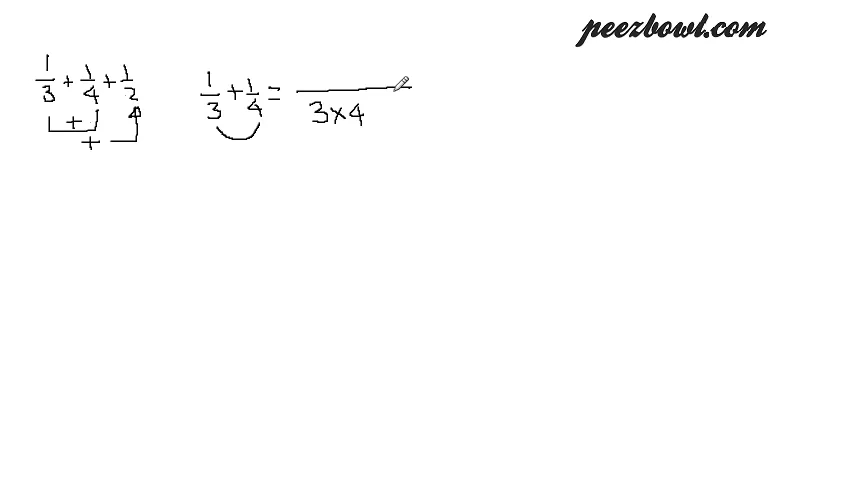 peezbowl.com
1/3 + 1/4 + 1/2
+
+
1/3 + 1/4 = 
3x4